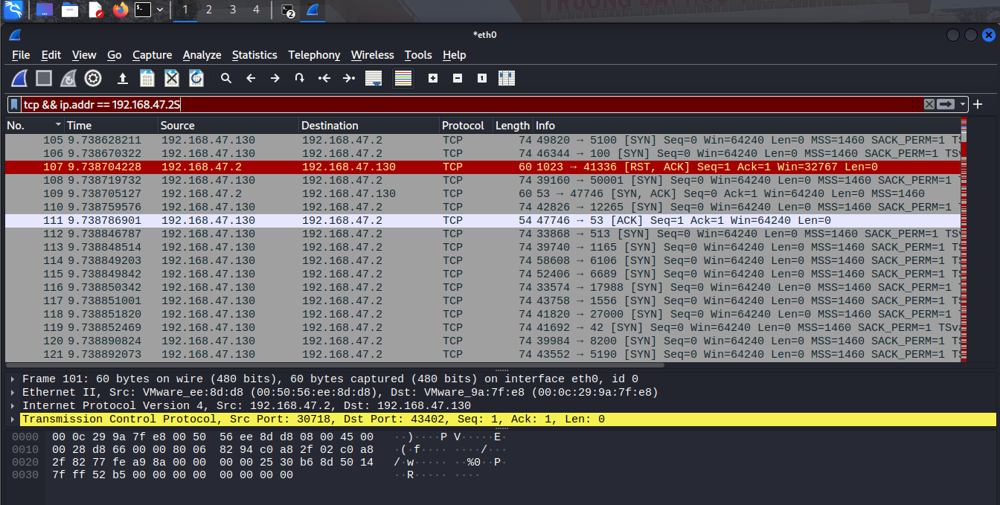 TRƯỜNG ĐẠI HỌC
1 2 3 4 2
*eth0
File Edit View Go Capture Analyze Statistics Telephony Wireless Tools Help
tcp && ip.addr == 192.168.47.2S
No. Time Source Destination Protocol Length Info
105 9.738628211 192.168.47.130 192.168.47.2 TCP 74 49820 → 5100 [SYN] Seq=0 Win=64240 Len=0 MSS=1460 SACK_PERM=1 TS
106 9.738670322 192.168.47.130 192.168.47.2 TCP 74 46344 → 100 [SYN] Seq=0 Win=64240 Len=0 MSS=1460 SACK_PERM=1 TSv
107 9.738704228 192.168.47.2 192.168.47.130 TCP 60 1023 → 41336 [RST, ACK] Seq=1 Ack=1 Win=32767 Len=0
108 9.738719732 192.168.47.130 192.168.47.2 TCP 74 39160 → 50001 [SYN] Seq=0 Win=64240 Len=0 MSS=1460 SACK_PERM=1 T
109 9.738705127 192.168.47.2 192.168.47.130 TCP 60 53 → 47746 [SYN, ACK] Seq=0 Ack=1 Win=64240 Len=0 MSS=1460
110 9.738759576 192.168.47.130 192.168.47.2 TCP 74 42826 → 12265 [SYN] Seq=0 Win=64240 Len=0 MSS=1460 SACK_PERM=1 T
111 9.738786901 192.168.47.130 192.168.47.2 TCP 54 47746 → 53 [ACK] Seq=1 Ack=1 Win=64240 Len=0
112 9.738846787 192.168.47.130 192.168.47.2 TCP 74 33868 → 513 [SYN] Seq=0 Win=64240 Len=0 MSS=1460 SACK_PERM=1 TSv
113 9.738848514 192.168.47.130 192.168.47.2 TCP 74 39740 → 1165 [SYN] Seq=0 Win=64240 Len=0 MSS=1460 SACK_PERM=1 TS
114 9.738849203 192.168.47.130 192.168.47.2 TCP 74 58608 → 6106 [SYN] Seq=0 Win=64240 Len=0 MSS=1460 SACK_PERM=1 TS
115 9.738849842 192.168.47.130 192.168.47.2 TCP 74 52406 → 6689 [SYN] Seq=0 Win=64240 Len=0 MSS=1460 SACK_PERM=1 TS
116 9.738850342 192.168.47.130 192.168.47.2 TCP 74 33574 → 17988 [SYN] Seq=0 Win=64240 Len=0 MSS=1460 SACK_PERM=1 T
117 9.738851001 192.168.47.130 192.168.47.2 TCP 74 43758 → 1556 [SYN] Seq=0 Win=64240 Len=0 MSS=1460 SACK_PERM=1 TS
118 9.738851820 192.168.47.130 192.168.47.2 TCP 74 41820 → 27000 [SYN] Seq=0 Win=64240 Len=0 MSS=1460 SACK_PERM=1 T
119 9.738852469 192.168.47.130 192.168.47.2 TCP 74 41692 → 42 [SYN] Seq=0 Win=64240 Len=0 MSS=1460 SACK_PERM=1 TSva
120 9.738890824 192.168.47.130 192.168.47.2 TCP 74 39984 → 8200 [SYN] Seq=0 Win=64240 Len=0 MSS=1460 SACK_PERM=1 TS
121 9.738892073 192.168.47.130 192.168.47.2 TCP 74 43552 → 5190 [SYN] Seq=0 Win=64240 Len=0 MSS=1460 SACK_PERM=1 TS
Frame 101: 60 bytes on wire (480 bits), 60 bytes captured (480 bits) on interface eth0, id 0
Ethernet II, Src: VMware_ee:8d:d8 (00:50:56:ee:8d:d8), Dst: VMware_9a:7f:e8 (00:0c:29:9a:7f:e8)
Internet Protocol Version 4, Src: 192.168.47.2, Dst: 192.168.47.130
Transmission Control Protocol, Src Port: 30718, Dst Port: 43402, Seq: 1, Ack: 1, Len: 0
0000 00 0c 29 9a 7f e8 00 50 56 ee 8d d8 08 00 45 00 ··)····P V·····E·
0010 00 28 d8 66 00 00 80 06 82 94 c0 a8 2f 02 c0 a8 ·(·f···· ····/···
0020 2f 82 77 fe a9 8a 00 00 00 00 25 30 b6 8d 50 14 /·w····· ··%0··P·
0030 7f ff 52 b5 00 00 00 00 00 00 00 00 ··R····· ····